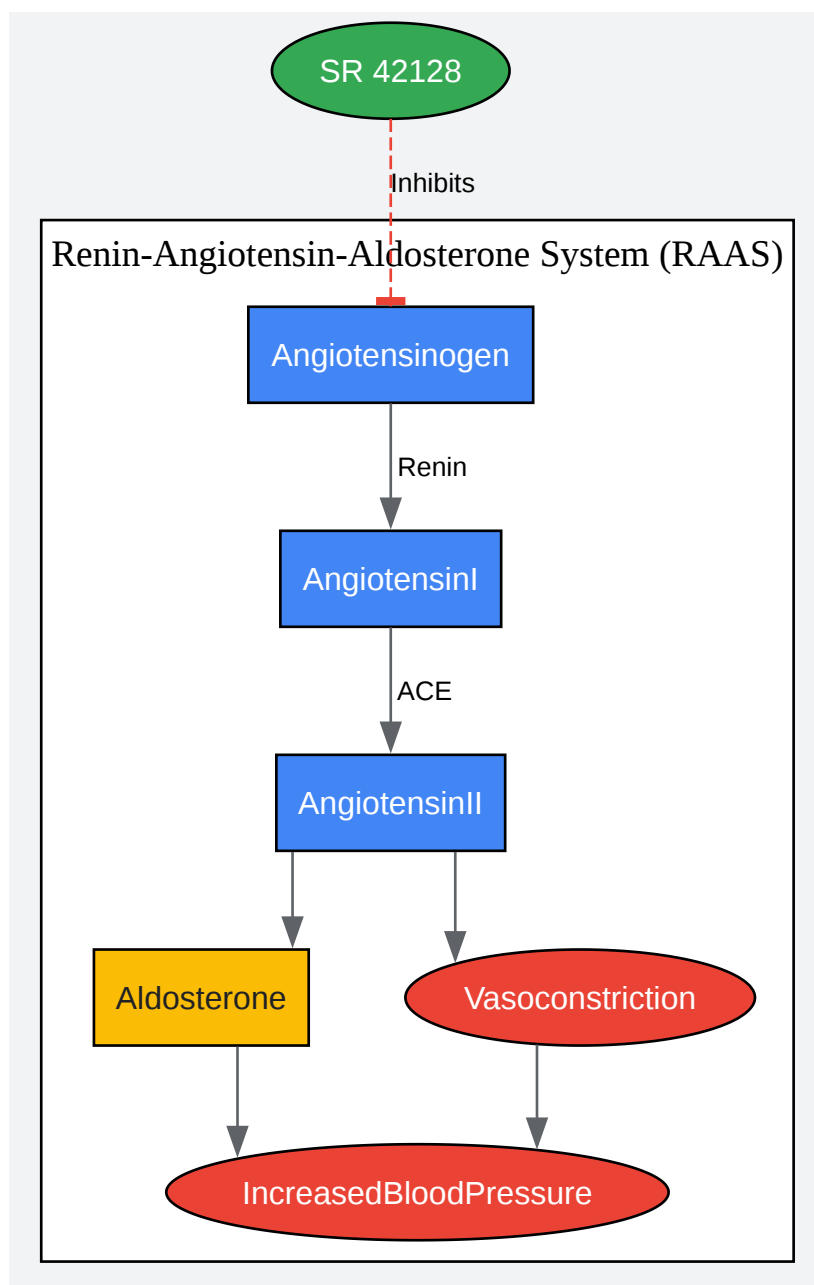 SR 42128
Inhibits
Renin-Angiotensin-Aldosterone System (RAAS)
Angiotensinogen
Renin
AngiotensinI
ACE
AngiotensinII
Aldosterone
Vasoconstriction
IncreasedBloodPressure